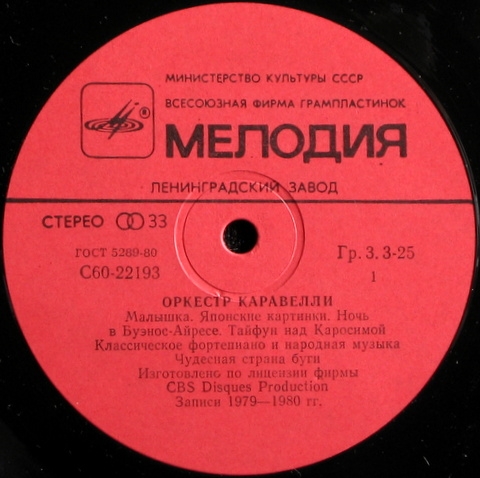 МИНИСТЕРСТВО КУЛЬТУРЫ СССР
ВСЕСОЮЗНАЯ ФИРМА ГРАМПЛАСТИНОК
®
МЕЛОДИЯ
ЛЕНИНГРАДСКИЙ ЗАВОД
СТЕРЕО 33
ГОСТ 5289-80
С60-22193
Гр. 3. 3-25
1
ОРКЕСТР КАРАВЕЛЛИ
Малышка. Японские картинки. Ночь
в Буэнос-Айресе. Тайфун над Каросимой
Классическое фортепиано и народная музыка
Чудесная страна буги
Изготовлено по лицензии фирмы
CBS Disques Production
Записи 1979—1980 гг.